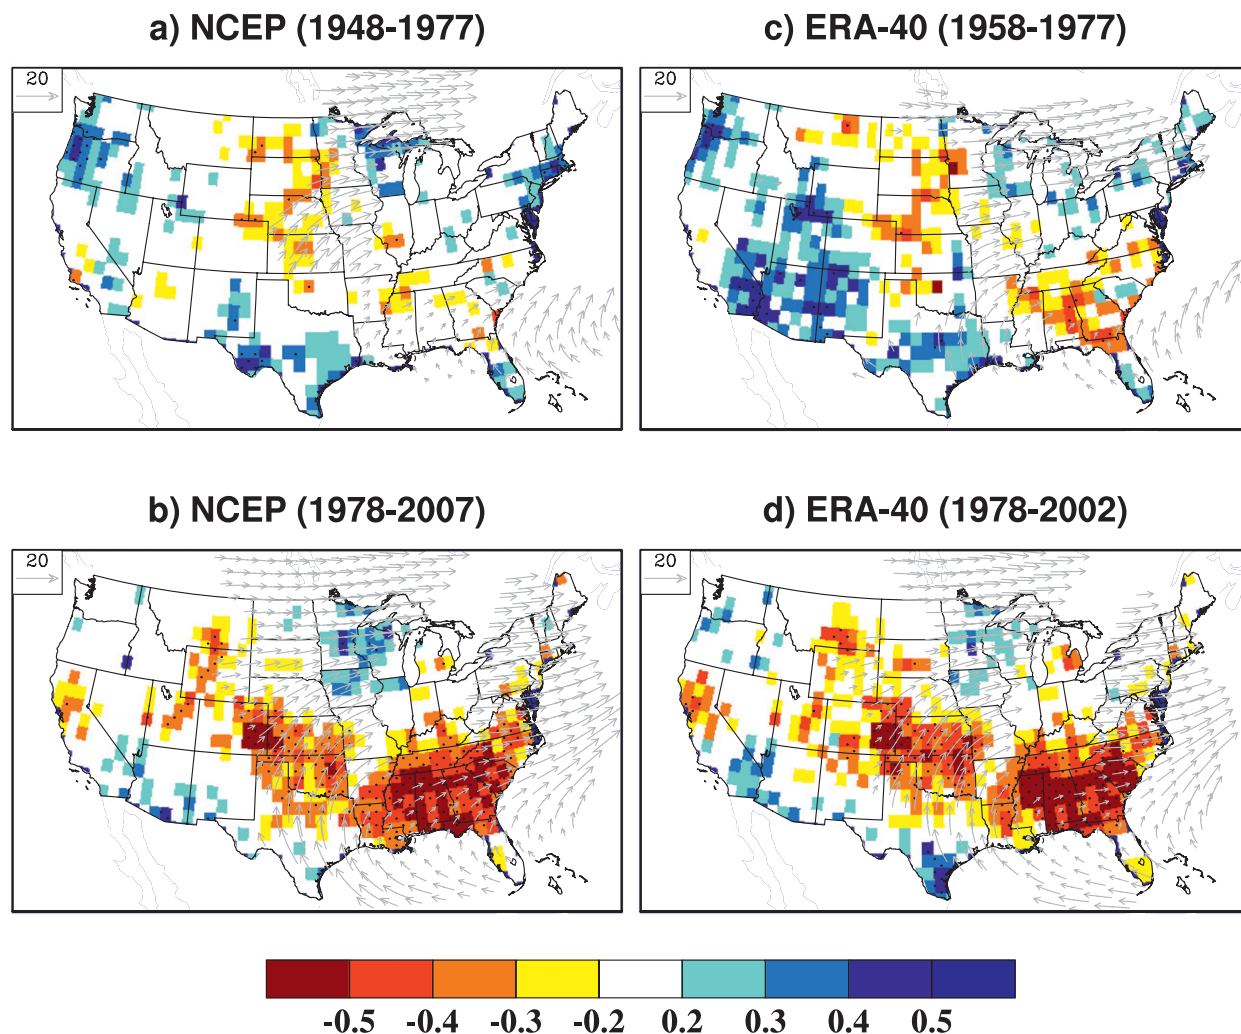 a) NCEP (1948-1977)
c) ERA-40 (1958-1977)
20
20
b) NCEP (1978-2007)
d) ERA-40 (1978-2002)
20
20
-0.5 -0.4 -0.3 -0.2 0.2 0.3 0.4 0.5